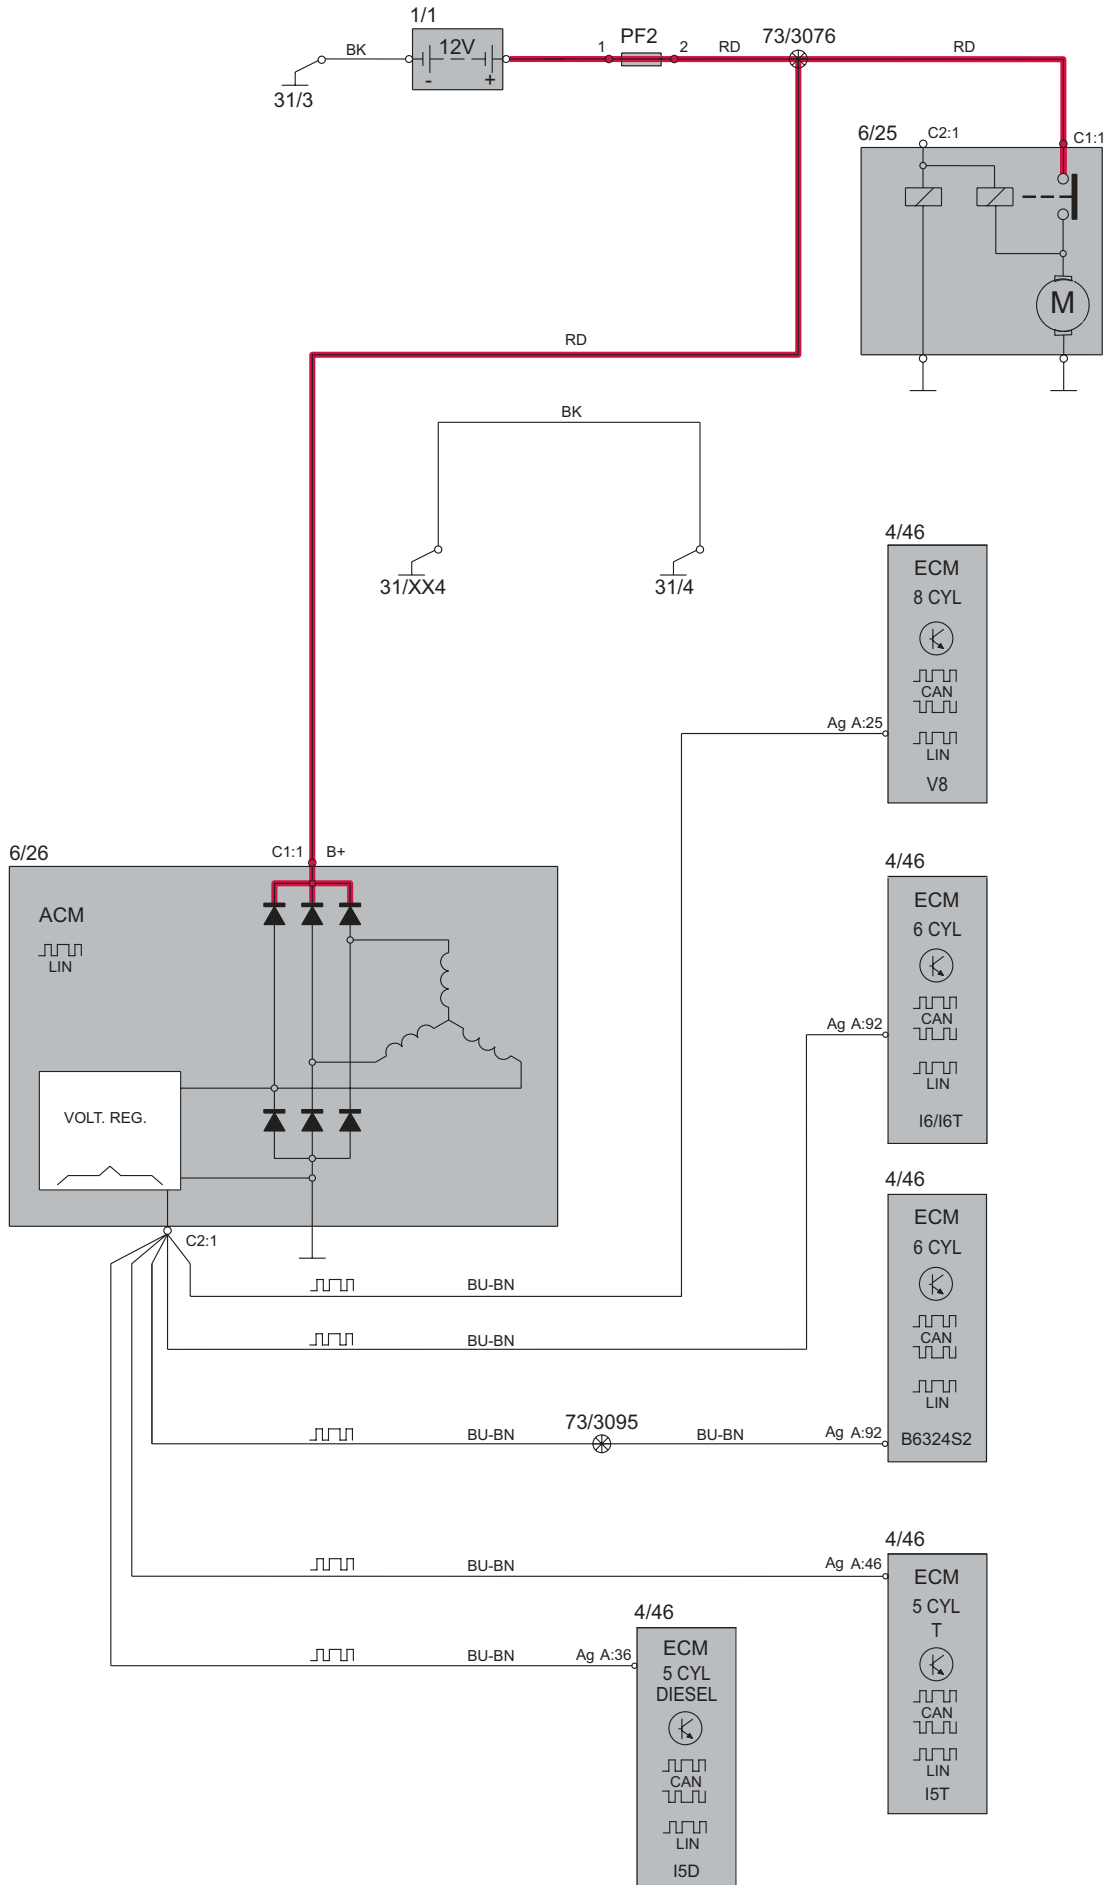 1/1
BK
12V
- +
31/3
1
PF2
2
RD
73/3076
RD
6/25
C2:1
C1:1
M
RD
BK
31/XX4
31/4
4/46
ECM
8 CYL
CAN
LIN
V8
Ag A:25
6/26
C1:1
B+
ACM
LIN
VOLT. REG.
C2:1
4/46
ECM
6 CYL
CAN
LIN
I6/I6T
Ag A:92
4/46
ECM
6 CYL
CAN
LIN
B6324S2
BU-BN
BU-BN
BU-BN
73/3095
BU-BN
Ag A:92
4/46
ECM
5 CYL
T
CAN
LIN
I5T
BU-BN
Ag A:46
4/46
ECM
5 CYL
DIESEL
CAN
LIN
I5D
BU-BN
Ag A:36